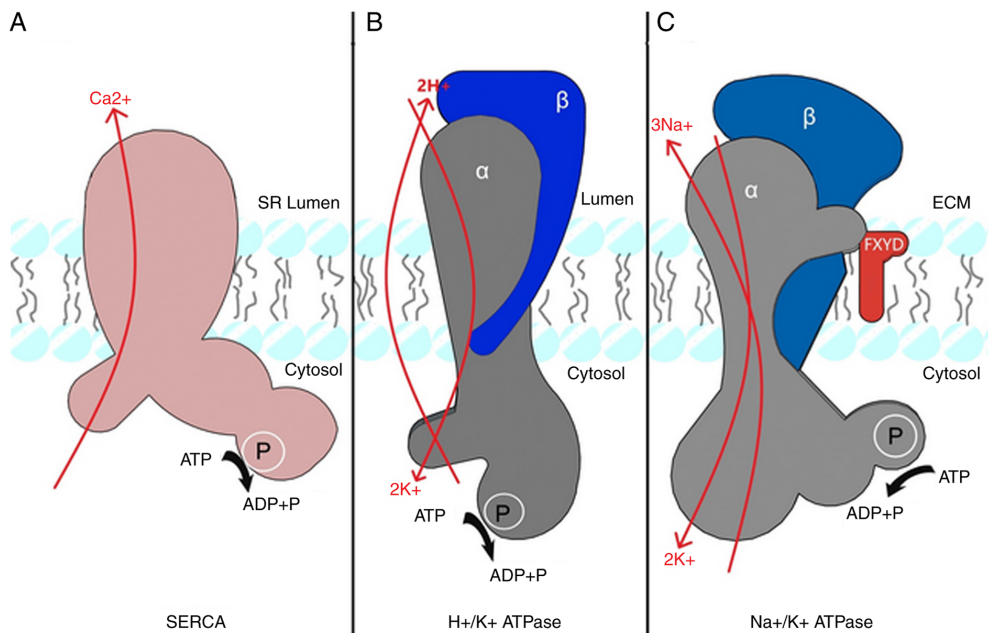 A
Ca2+
SR Lumen
Cytosol
P
ATP
ADP+P
SERCA
B
2H+
β
α
Lumen
Cytosol
2K+
ATP
P
ADP+P
H+/K+ ATPase
C
3Na+
β
α
ECM
FXYD
Cytosol
P
ATP
ADP+P
2K+
Na+/K+ ATPase